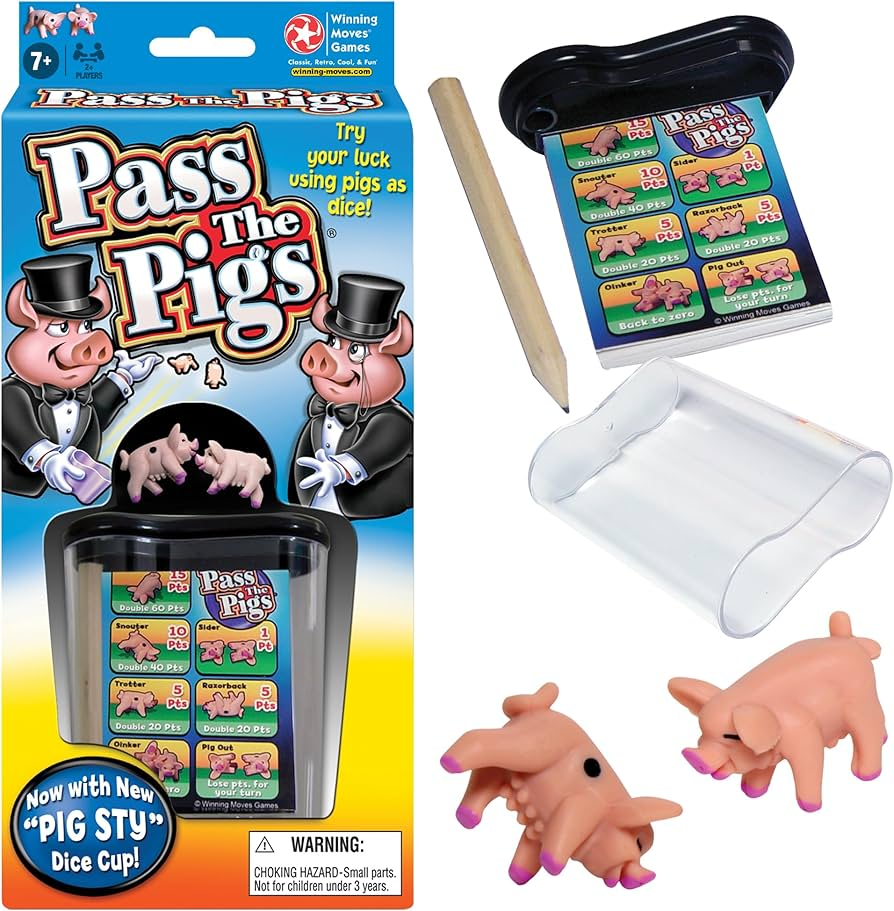 7+
2+
PLAYERS
Winning
Moves®
Games
Classic, Retro, Cool, & Fun®
winning-moves.com
Pass The Pigs
Try
your luck
using pigs as
dice!
Pass
The
Pigs®
15
Pts
Double 60 Pts
Pass
The
Pigs
Snouter
10
Pts
Double 40 Pts
Sider
1
Pt
Trotter
5
Pts
Double 20 Pts
Razorback
5
Pts
Double 20 Pts
Oinker
zero
Pig Out
Lose pts. for
your turn
© Winning Moves Games
Now with New
"PIG STY"
Dice Cup!
WARNING:
CHOKING HAZARD-Small parts.
Not for children under 3 years.
15
Pts
Double 60 Pts
Pass
The
Pigs
Snouter
10
Pts
Double 40 Pts
Sider
1
Pt
Trotter
5
Pts
Double 20 Pts
Razorback
5
Pts
Double 20 Pts
Oinker
Back to zero
Pig Out
Lose pts. for
your turn
© Winning Moves Games